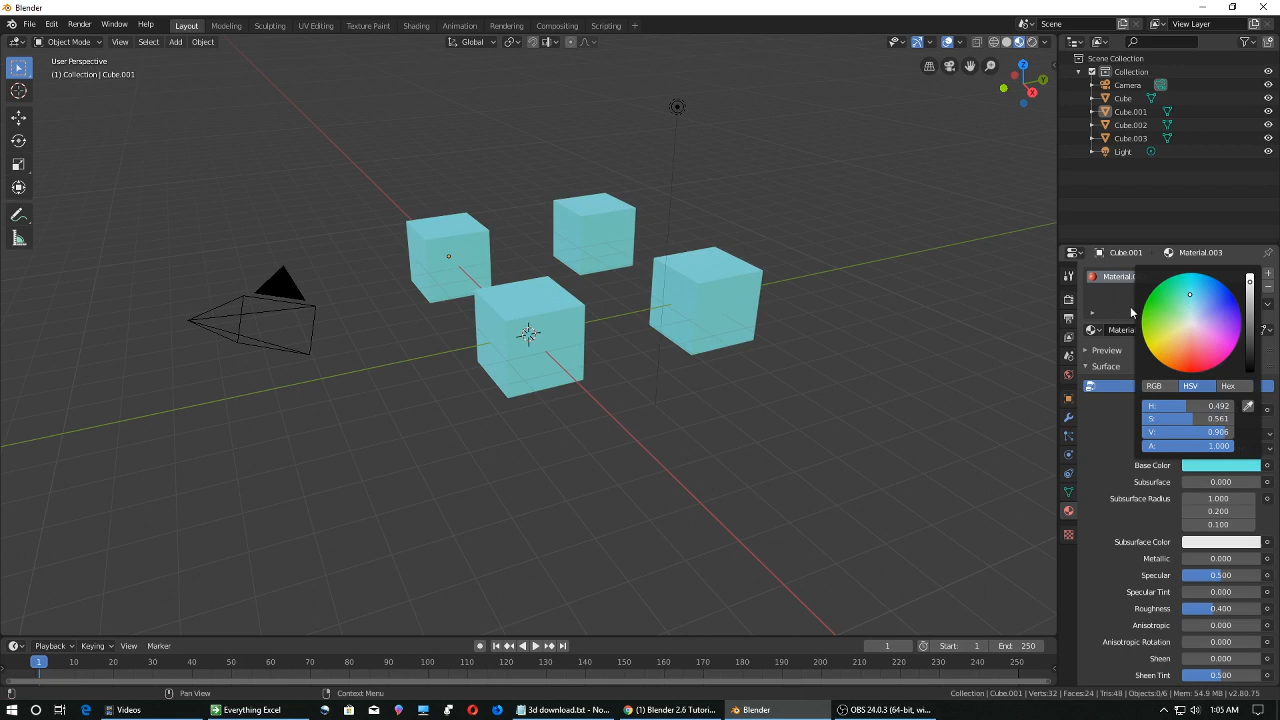 Blender
File Edit Render Window Help Layout Modeling Sculpting UV Editing Texture Paint Shading Animation Rendering Compositing Scripting + Scene View Layer
Object Mode View Select Add Object Global
User Perspective
(1) Collection | Cube.001
Z
Y
X
Scene Collection
Collection
Camera
Cube
Cube.001
Cube.002
Cube.003
Light
Cube.001 Material.003
Material.0
Materia
Preview
Surface
RGB HSV Hex
H: 0.492
S: 0.561
V: 0.906
A: 1.000
Base Color
Subsurface 0.000
Subsurface Radius 1.000
0.200
0.100
Subsurface Color
Metallic 0.000
Specular 0.500
Specular Tint 0.000
Roughness 0.400
Anisotropic 0.000
Anisotropic Rotation 0.000
Sheen 0.000
Sheen Tint 0.500
Playback Keying View Marker 1 Start: 1 End: 250
1 10 20 30 40 50 60 70 80 90 100 110 120 130 140 150 160 170 180 190 200 210 220 230 240 250
Pan View Context Menu Collection | Cube.001 | Verts:32 | Faces:24 | Tris:48 | Objects:0/6 | Mem: 54.9 MB | v2.80.75
Videos Everything Excel 3d download.txt - No... (1) Blender 2.6 Tutori... Blender OBS 24.0.3 (64-bit, w... 1:05 AM